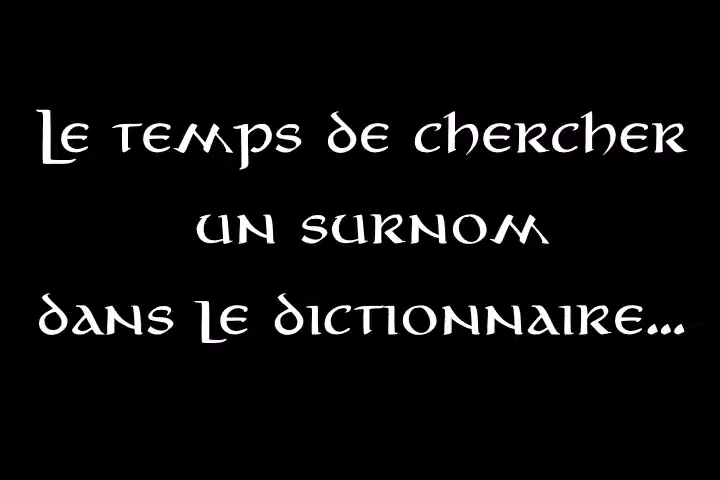 Le temps de chercher
un surnom
dans le dictionnaire...